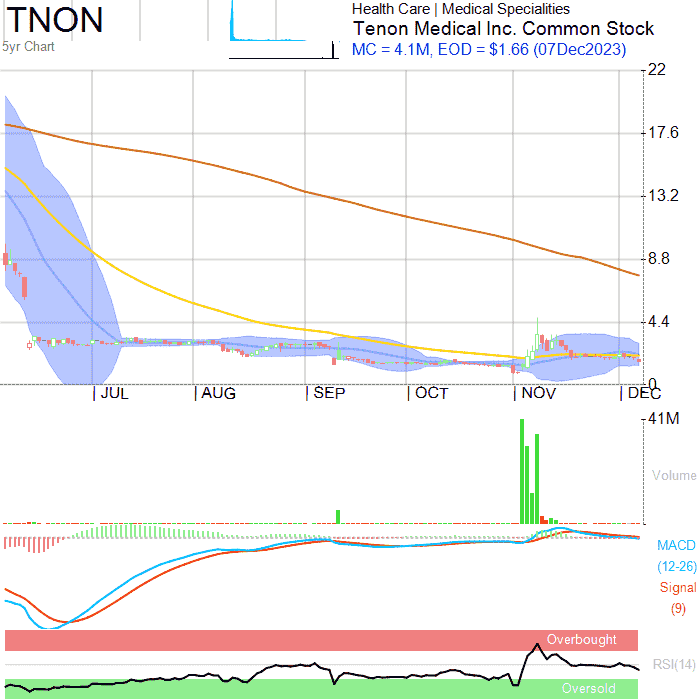 TNON
5yr Chart
Health Care | Medical Specialities
Tenon Medical Inc. Common Stock
MC = 4.1M, EOD = $1.66 (07Dec2023)
22
17.6
13.2
8.8
4.4
0
JUL AUG SEP OCT NOV DEC
41M
Volume
MACD
(12-26)
Signal
(9)
Overbought
RSI(14)
Oversold